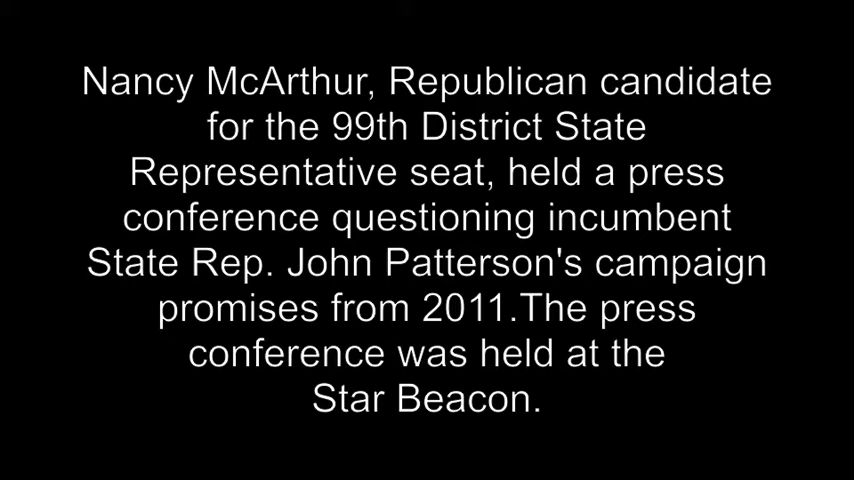 Nancy McArthur, Republican candidate
for the 99th District State
Representative seat, held a press
conference questioning incumbent
State Rep. John Patterson's campaign
promises from 2011.The press
conference was held at the
Star Beacon.